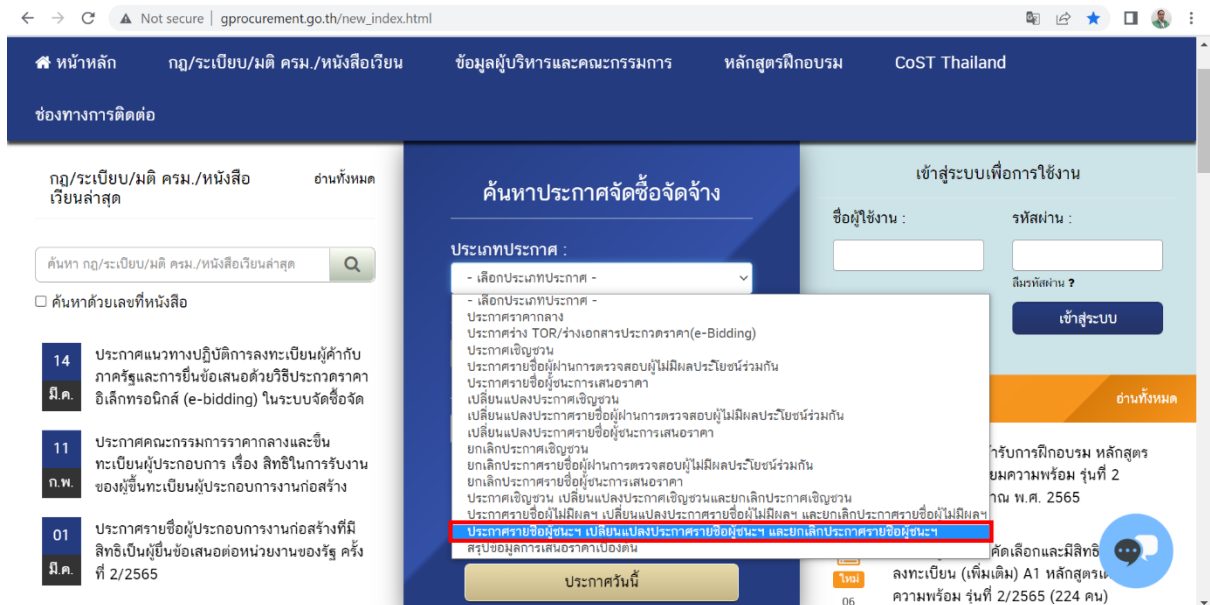 Not secure | gprocurement.go.th/new_index.html
หน้าหลัก กฎ/ระเบียบ/มติ ครม./หนังสือเวียน ข้อมูลผู้บริหารและคณะกรรมการ หลักสูตรฝึกอบรม CoST Thailand
ช่องทางการติดต่อ
กฎ/ระเบียบ/มติ ครม./หนังสือ อ่านทั้งหมด
เวียนล่าสุด
ค้นหา กฎ/ระเบียบ/มติ ครม./หนังสือเวียนล่าสุด
ค้นหาด้วยเลขที่หนังสือ
14 มี.ค.
ประกาศแนวทางปฏิบัติการลงทะเบียนผู้ค้ากับ
ภาครัฐและการยื่นข้อเสนอด้วยวิธีประกวดราคา
อิเล็กทรอนิกส์ (e-bidding) ในระบบจัดซื้อจัด
11 ก.พ.
ประกาศคณะกรรมการราคากลางและขึ้น
ทะเบียนผู้ประกอบการ เรื่อง สิทธิในการรับงาน
ของผู้ขึ้นทะเบียนผู้ประกอบการงานก่อสร้าง
01 มี.ค.
ประกาศรายชื่อผู้ประกอบการงานก่อสร้างที่มี
สิทธิเป็นผู้ยื่นข้อเสนอต่อหน่วยงานของรัฐ ครั้ง
ที่ 2/2565
ค้นหาประกาศจัดซื้อจัดจ้าง
ประเภทประกาศ :
- เลือกประเภทประกาศ -
- เลือกประเภทประกาศ -
ประกาศราคากลาง
ประกาศร่าง TOR/ร่างเอกสารประกวดราคา(e-Bidding)
ประกาศเชิญชวน
ประกาศรายชื่อผู้ผ่านการตรวจสอบผู้ไม่มีผลประโยชน์ร่วมกัน
ประกาศรายชื่อผู้ชนะการเสนอราคา
เปลี่ยนแปลงประกาศเชิญชวน
เปลี่ยนแปลงประกาศรายชื่อผู้ผ่านการตรวจสอบผู้ไม่มีผลประโยชน์ร่วมกัน
เปลี่ยนแปลงประกาศรายชื่อผู้ชนะการเสนอราคา
ยกเลิกประกาศเชิญชวน
ยกเลิกประกาศรายชื่อผู้ผ่านการตรวจสอบผู้ไม่มีผลประโยชน์ร่วมกัน
ยกเลิกประกาศรายชื่อผู้ชนะการเสนอราคา
ประกาศเชิญชวน เปลี่ยนแปลงประกาศเชิญชวนและยกเลิกประกาศเชิญชวน
ประกาศรายชื่อผู้ไม่มีผลฯ เปลี่ยนแปลงประกาศรายชื่อผู้ไม่มีผลฯ และยกเลิกประกาศรายชื่อผู้ไม่มีผลฯ
ประกาศรายชื่อผู้ชนะฯ เปลี่ยนแปลงประกาศรายชื่อผู้ชนะฯ และยกเลิกประกาศรายชื่อผู้ชนะฯ
สรุปข้อมูลการเสนอราคาเบื้องต้น
ประกาศวันนี้
เข้าสู่ระบบเพื่อการใช้งาน
ชื่อผู้ใช้งาน : รหัสผ่าน :
ลืมรหัสผ่าน ?
เข้าสู่ระบบ
อ่านทั้งหมด
รับการฝึกอบรม หลักสูตร
ยมความพร้อม รุ่นที่ 2
พ.ศ. 2565
ใหม่
06
คัดเลือกและมีสิทธิ
ลงทะเบียน (เพิ่มเติม) A1 หลักสูตร
ความพร้อม รุ่นที่ 2/2565 (224 คน)